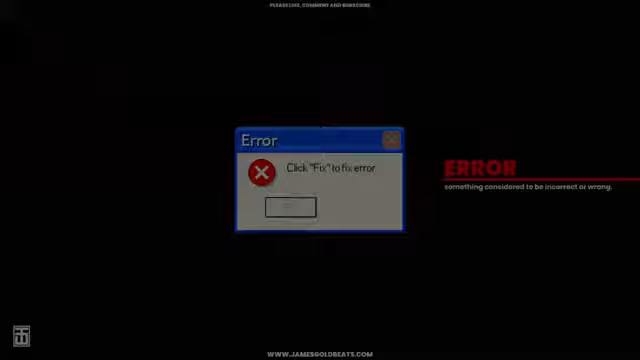 PLEASE LIKE, COMMENT AND SUBSCRIBE
Error
Click "Fix" to fix error
ERROR
something considered to be incorrect or wrong.
WWW.JAMESGOLDBEATS.COM